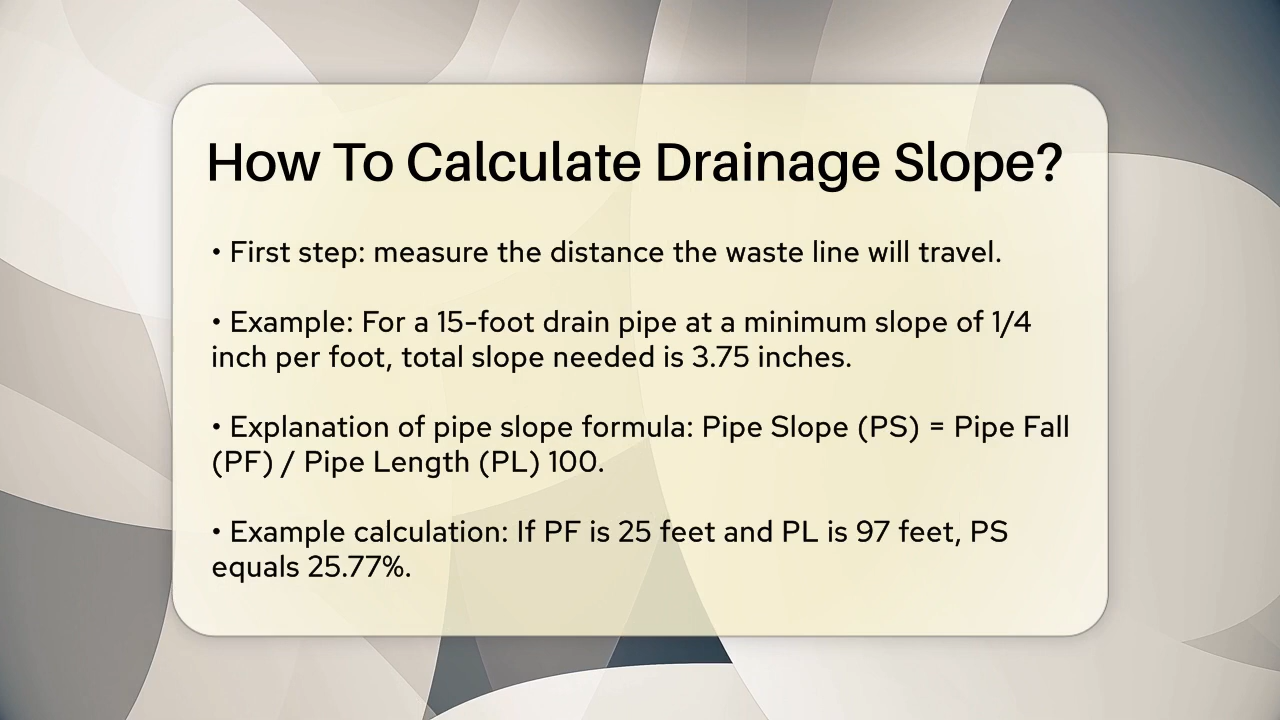 How To Calculate Drainage Slope?
• First step: measure the distance the waste line will travel.
• Example: For a 15-foot drain pipe at a minimum slope of 1/4
inch per foot, total slope needed is 3.75 inches.
• Explanation of pipe slope formula: Pipe Slope (PS) = Pipe Fall
(PF) / Pipe Length (PL) 100.
• Example calculation: If PF is 25 feet and PL is 97 feet, PS
equals 25.77%.